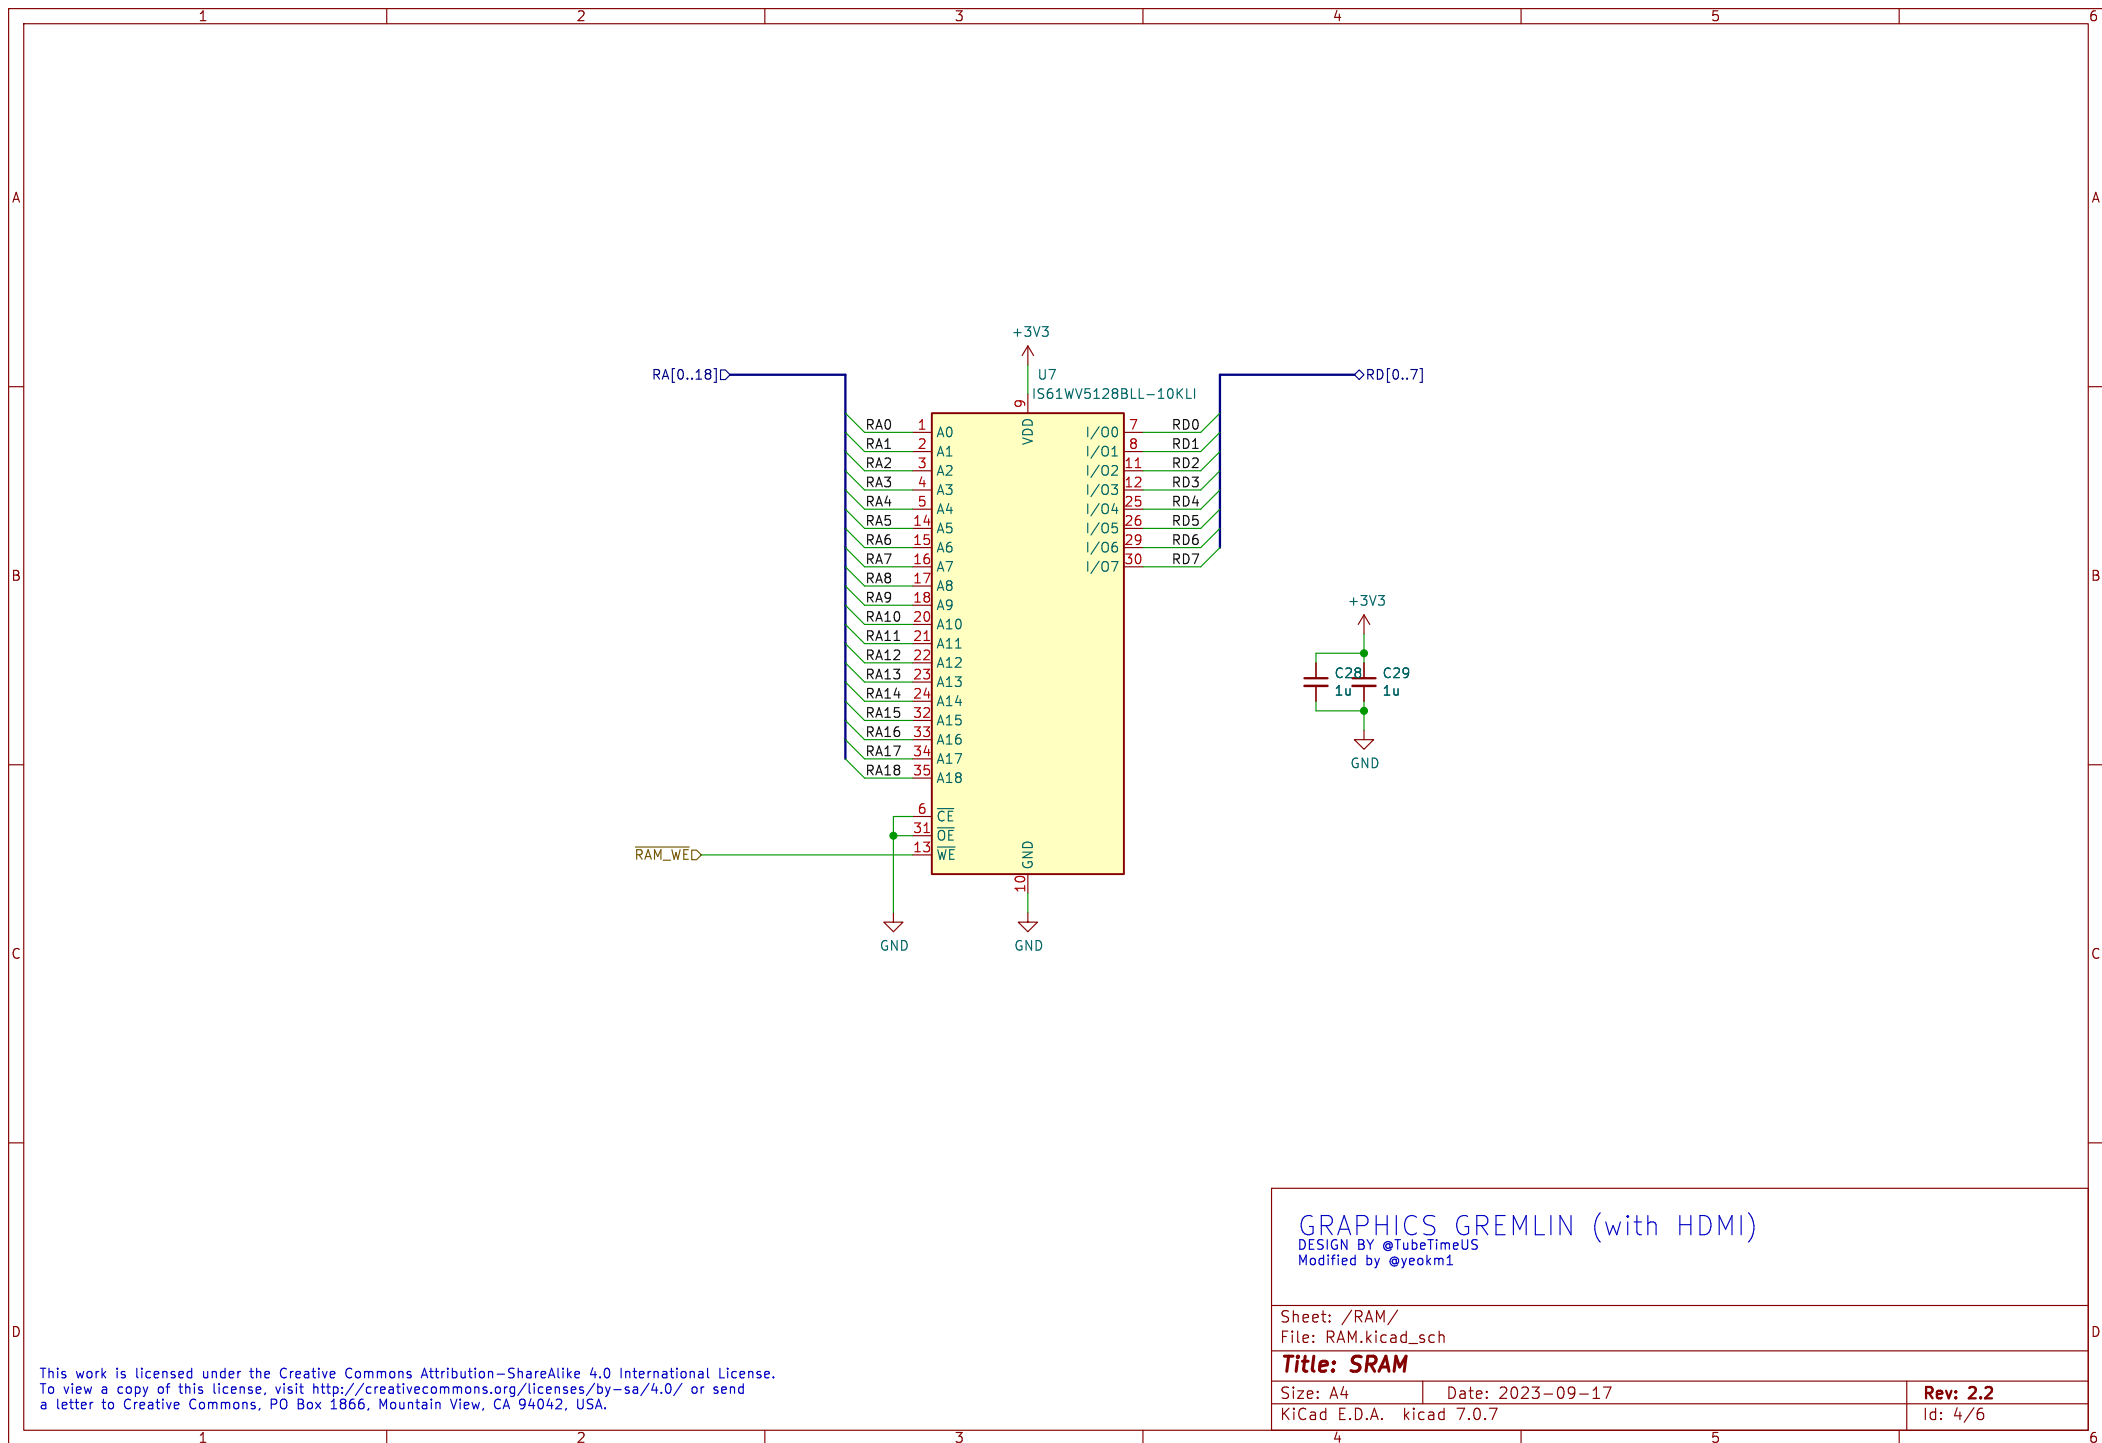 1 2 3 4 5 6
A A
+3V3
RA[0..18] U7 RD[0..7]
IS61WV5128BLL-10KLI
9
VDD
RA0 1 A0 I/O0 7 RD0
RA1 2 A1 I/O1 8 RD1
RA2 3 A2 I/O2 11 RD2
RA3 4 A3 I/O3 12 RD3
RA4 5 A4 I/O4 25 RD4
RA5 14 A5 I/O5 26 RD5
RA6 15 A6 I/O6 29 RD6
RA7 16 A7 I/O7 30 RD7
B B
RA8 17 A8
RA9 18 A9
RA10 20 A10
RA11 21 A11
RA12 22 A12
RA13 23 A13
RA14 24 A14
RA15 32 A15
RA16 33 A16
RA17 34 A17
RA18 35 A18
+3V3
C28 C29
1u 1u
GND
6 CE
31 OE
RAM_WE 13 WE
GND
10
GND GND
C C
GRAPHICS GREMLIN (with HDMI)
DESIGN BY @TubeTimeUS
Modified by @yeokm1
Sheet: /RAM/
File: RAM.kicad_sch
D D
Title: SRAM
Size: A4 Date: 2023-09-17 Rev: 2.2
KiCad E.D.A. kicad 7.0.7 Id: 4/6
This work is licensed under the Creative Commons Attribution-ShareAlike 4.0 International License.
To view a copy of this license, visit http://creativecommons.org/licenses/by-sa/4.0/ or send
a letter to Creative Commons, PO Box 1866, Mountain View, CA 94042, USA.
1 2 3 4 5 6